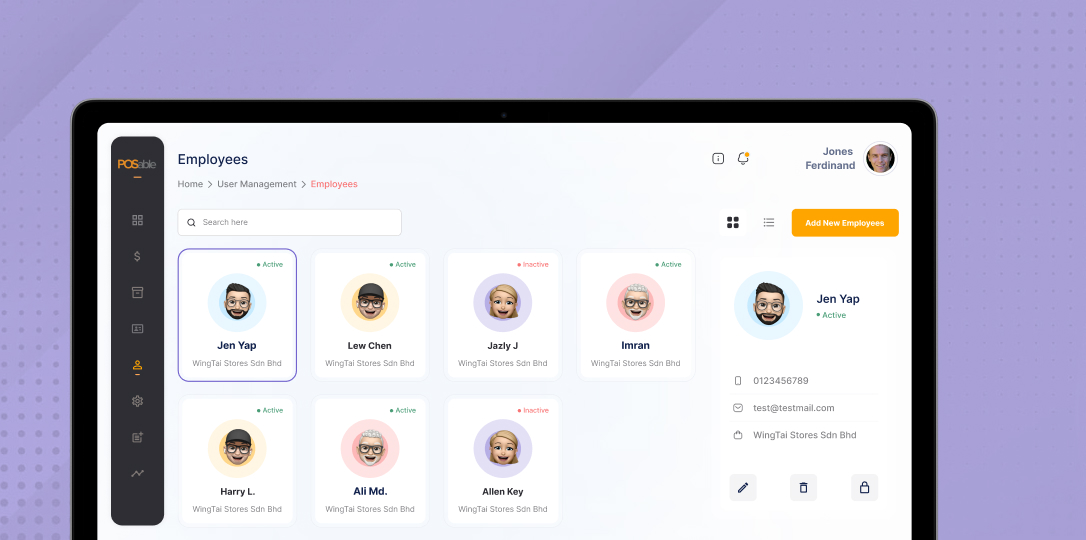 POSable
Employees
Home > User Management > Employees
Jones
Ferdinand
Search here
Add New Employees
Active
Jen Yap
WingTai Stores Sdn Bhd
Active
Lew Chen
WingTai Stores Sdn Bhd
Inactive
Jazly J
WingTai Stores Sdn Bhd
Active
Imran
WingTai Stores Sdn Bhd
Active
Harry L.
WingTai Stores Sdn Bhd
Active
Ali Md.
WingTai Stores Sdn Bhd
Inactive
Allen Key
WingTai Stores Sdn Bhd
Jen Yap
Active
0123456789
test@testmail.com
WingTai Stores Sdn Bhd